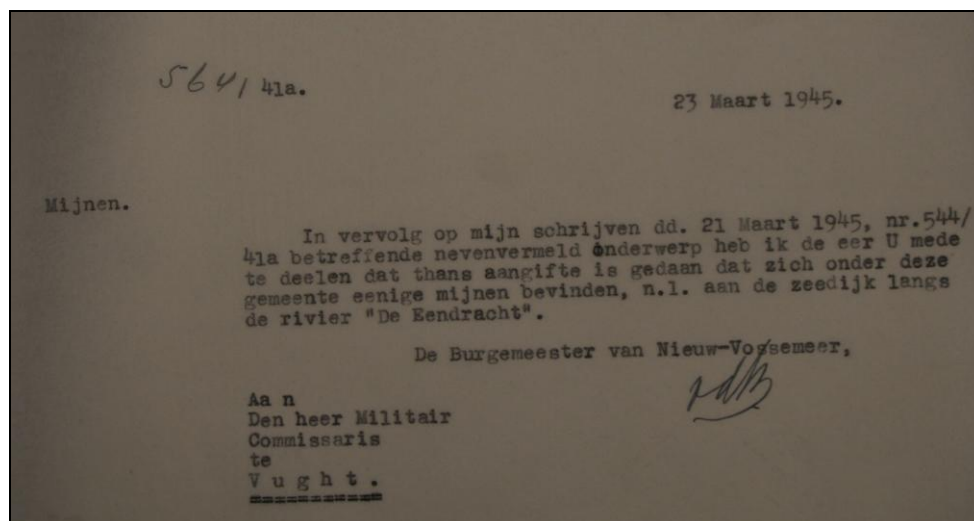 564/ 41a.
23 Maart 1945.
Mijnen.
In vervolg op mijn schrijven dd. 21 Maart 1945, nr.544/
41a betreffende nevenvermeld onderwerp heb ik de eer U mede
te deelen dat thans aangifte is gedaan dat zich onder deze
gemeente eenige mijnen bevinden, n.l. aan de zeedijk langs
de rivier "De Eendracht".
De Burgemeester van Nieuw-Vossemeer,
vdB
Aa n
Den heer Militair
Commissaris
te
V u g h t .
===========